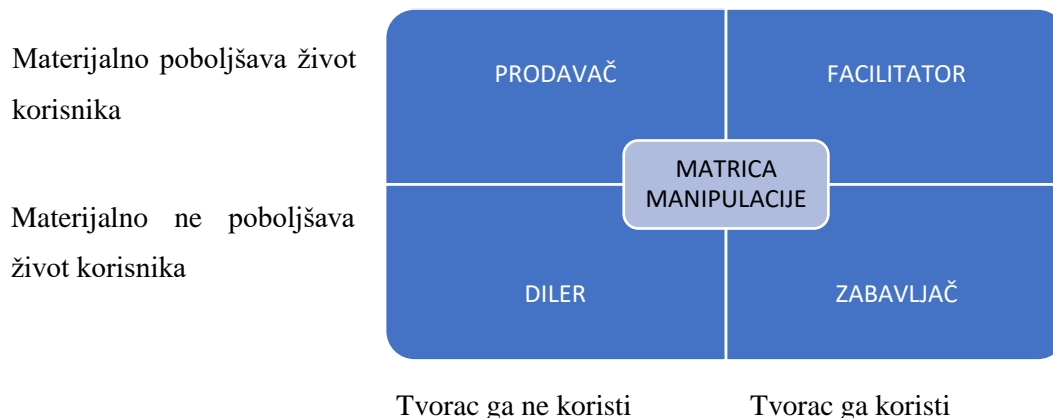 Materijalno poboljšava život
korisnika
PRODAVAČ
FACILITATOR
MATRICA
MANIPULACIJE
Materijalno ne poboljšava
život korisnika
DILER
ZABAVLJAČ
Tvorac ga ne koristi
Tvorac ga koristi